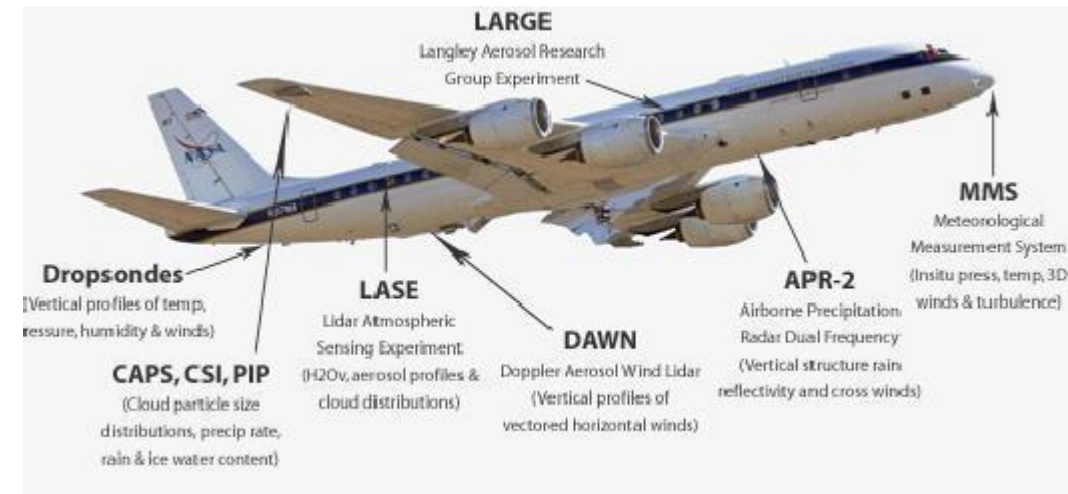 LARGE
Langley Aerosol Research
Group Experiment
NASA
MMS
Meteorological
Measurement System
(Insitu press, temp, 3D
winds & turbulence)
Dropsondes
(Vertical profiles of temp,
ressure, humidity & winds)
LASE
Lidar Atmospheric
Sensing Experiment
(H2Ov, aerosol profiles &
cloud distributions)
APR-2
Airborne Precipitation
Radar Dual Frequency
(Vertical structure rain
reflectivity and cross winds)
DAWN
Doppler Aerosol Wind Lidar
(Vertical profiles of
vectored horizontal winds)
CAPS, CSI, PIP
(Cloud particle size
distributions, precip rate,
rain & ice water content)